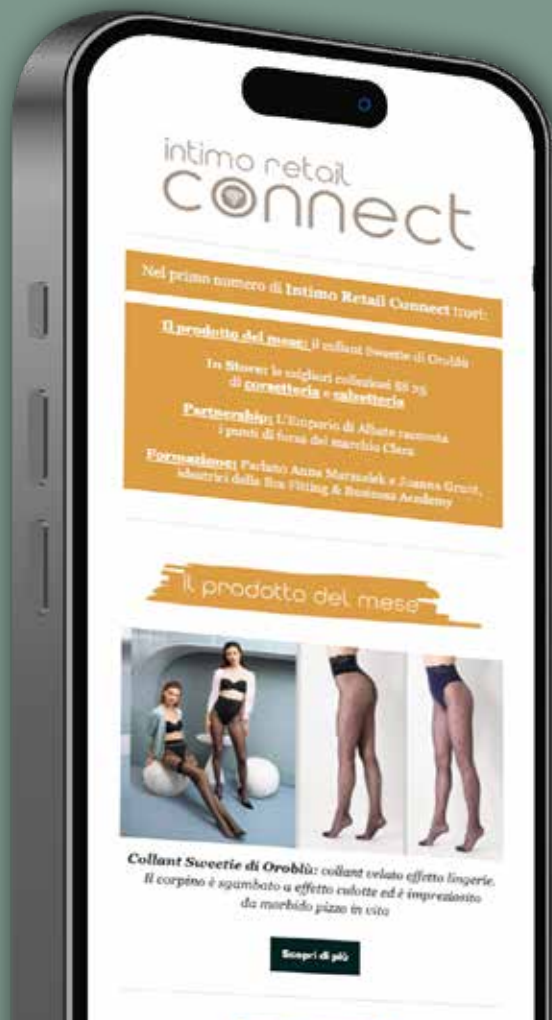 intimo retail
connect
Nel primo numero di Intimo Retail Connect trovi:
Il prodotto del mese: il collant Sweetie di Oroblù
In Store: le migliori collezioni SS 25
di corsetteria e calzetteria
Partnership: L'Emporio di Albate racconta
i punti di forza del marchio Clara
Formazione: Parlano Anna Marmalek e Joanna Grant,
ideatrici della Bra Fitting & Business Academy
il prodotto del mese
Collant Sweetie di Oroblù: collant velato effetto lingerie.
Il corpino è sgambato a effetto culotte ed è impreziosito
da morbido pizzo in vita
Scopri di più